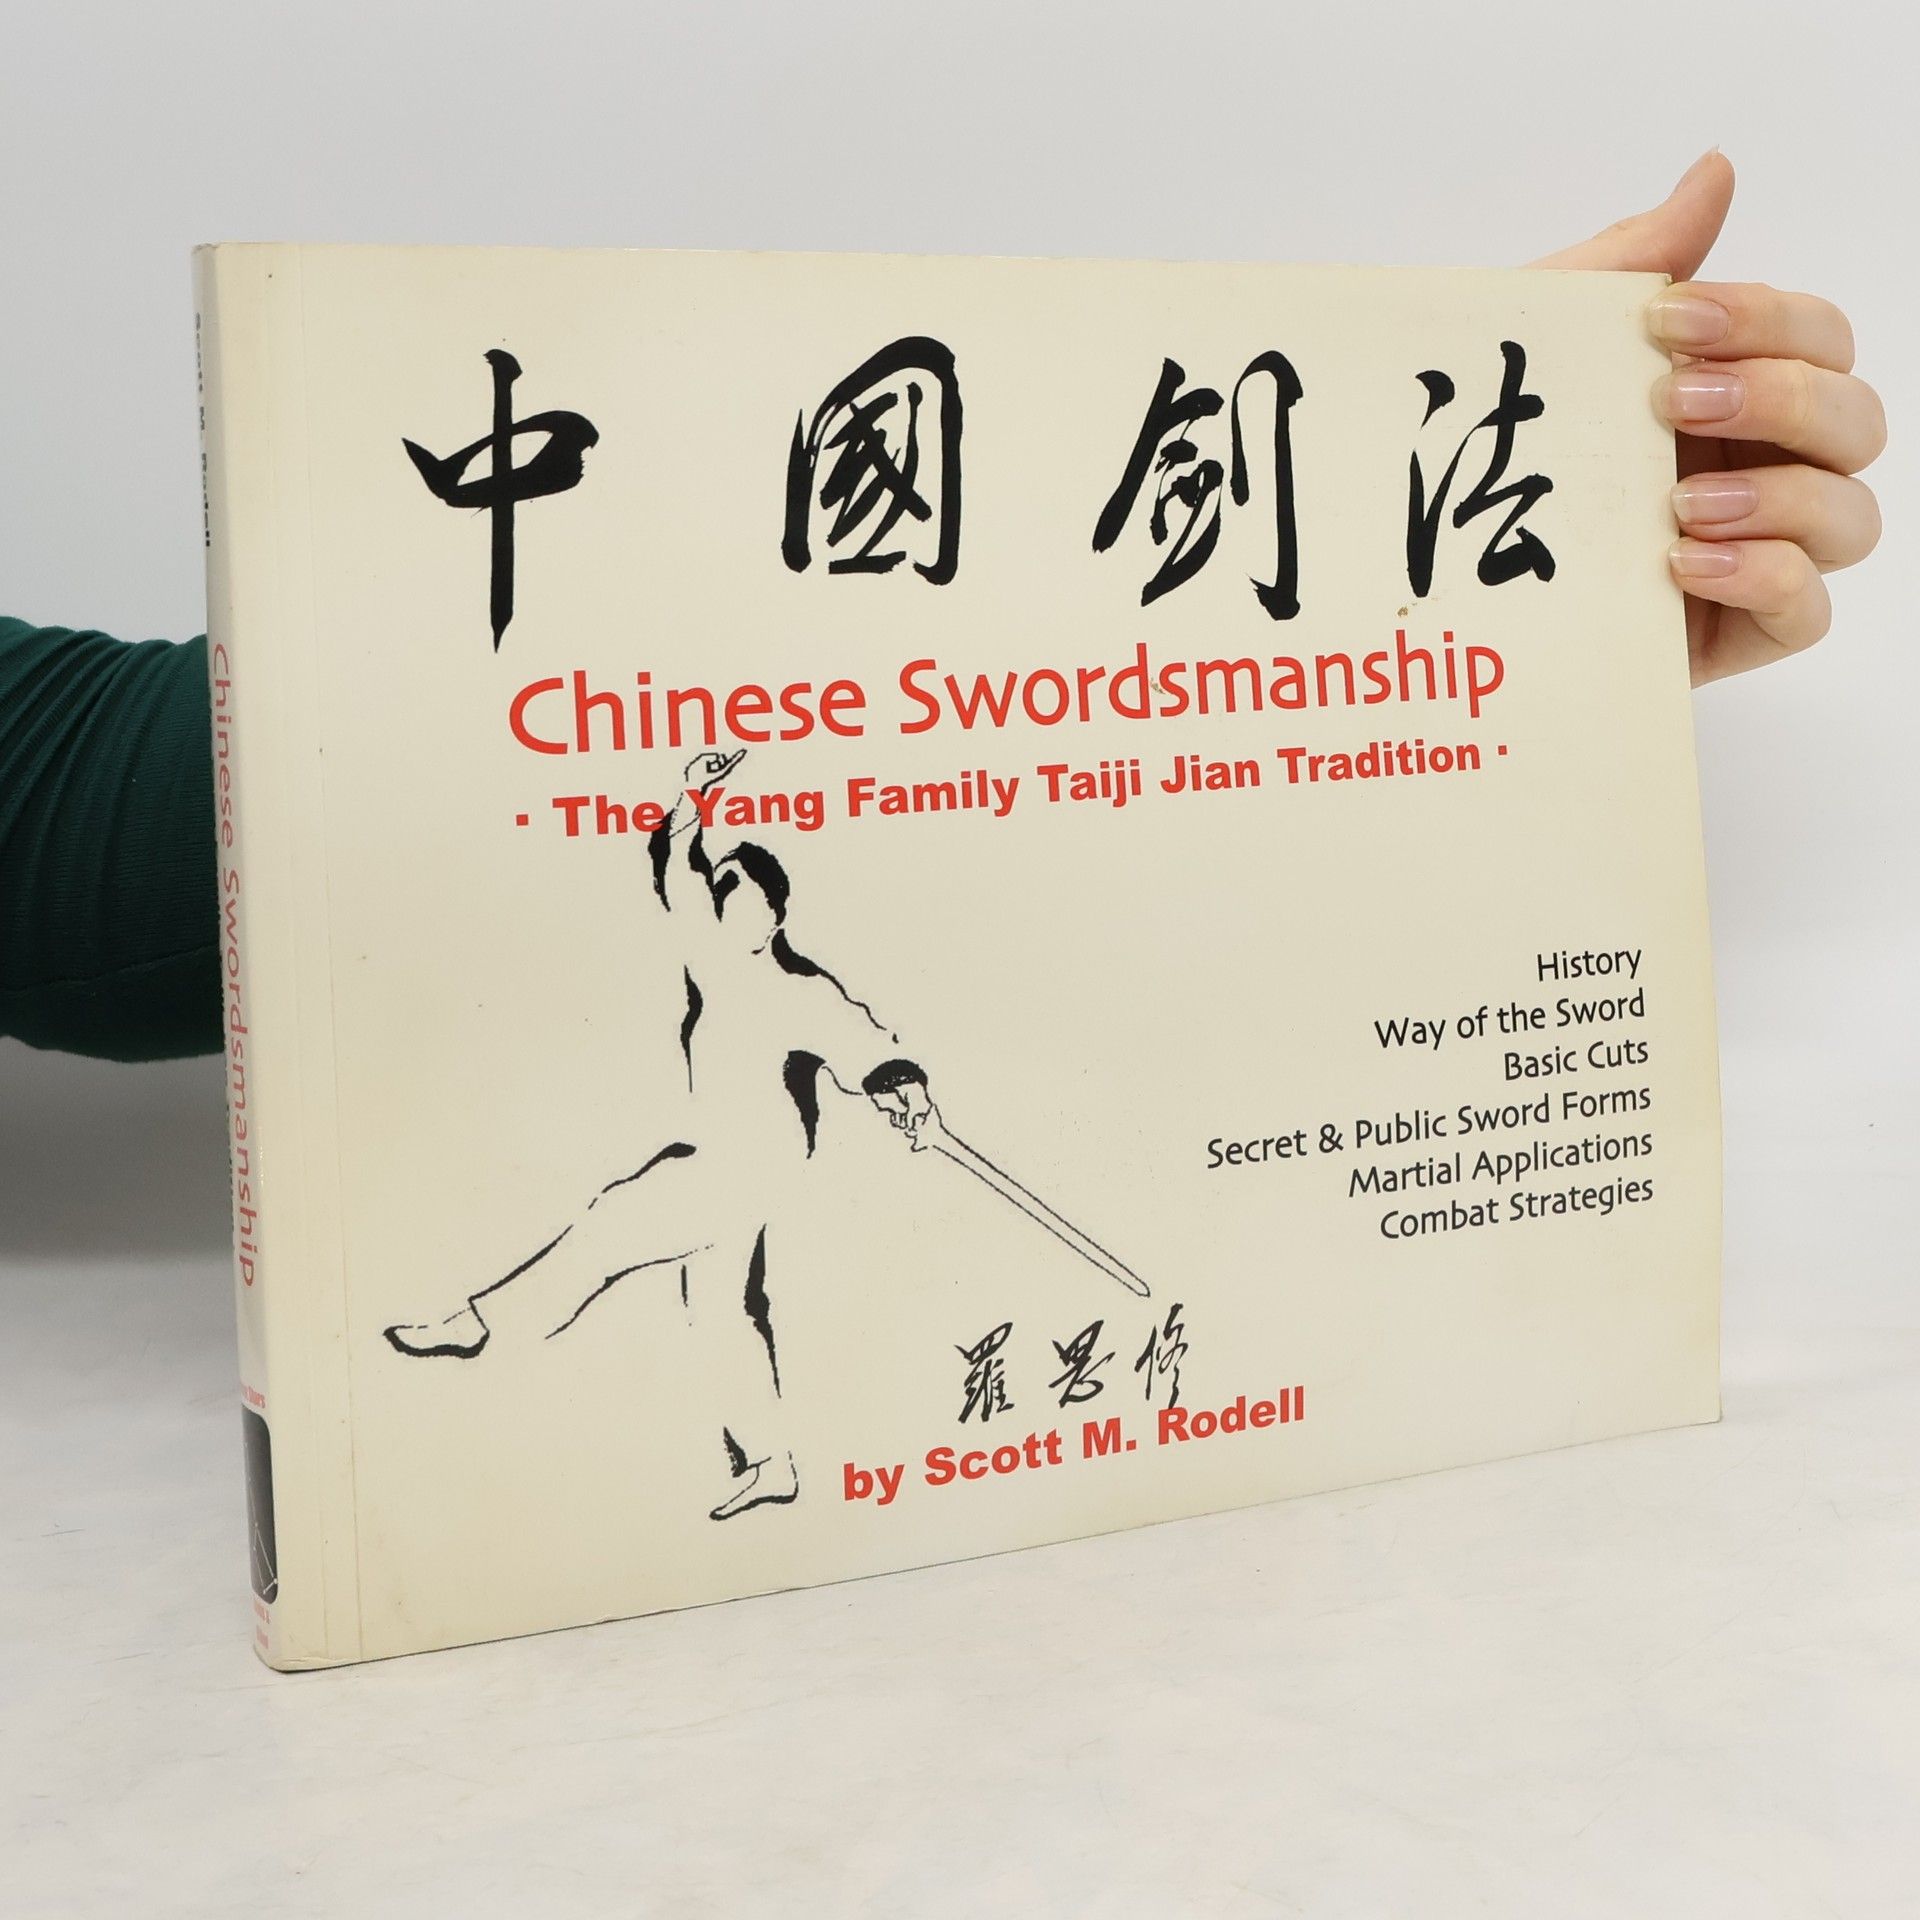 中國劍法
Chinese Swordsmanship
· The Yang Family Taiji Jian Tradition ·
History
Way of the Sword
Basic Cuts
Secret & Public Sword Forms
Martial Applications
Combat Strategies
羅思修
by Scott M. Rodell
Scott M. Rodell
Chinese Swordsmanship